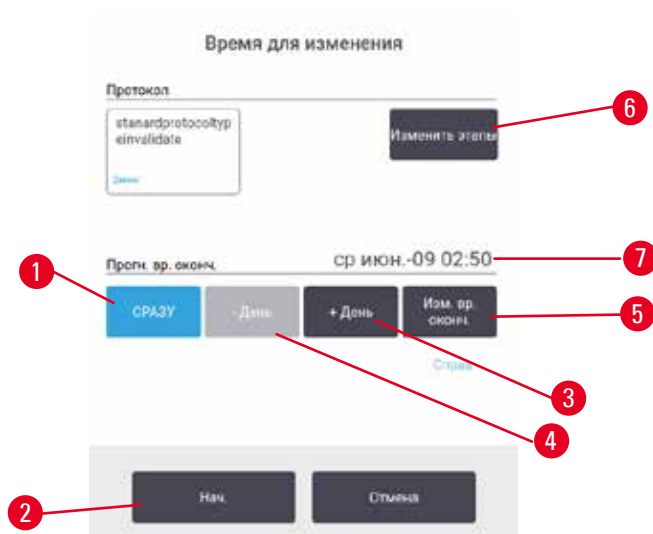 Время для изменения
Протокол
stanardprotocoltyp
einvalidate
Изменить этапы
6
1
Прогн. вр. оконч.
ср июн.-09 02:50
7
СРАЗУ
- День
+ День
Изм. вр.
оконч.
5
Справ
3
4
2
Нач.
Отмена